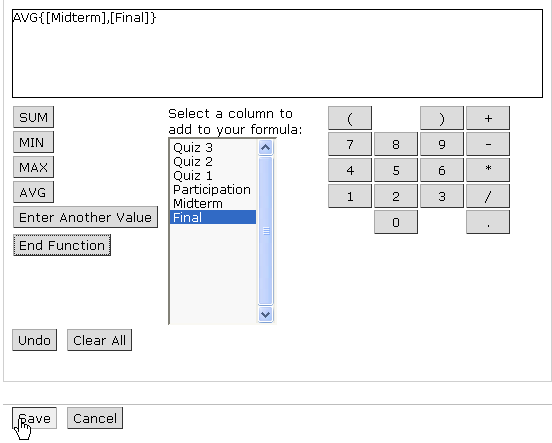 AVG{[Midterm],[Final]}
SUM
MIN
MAX
AVG
Enter Another Value
End Function
Select a column to
add to your formula:
Quiz 3
Quiz 2
Quiz 1
Participation
Midterm
Final
( ) +
7 8 9 -
4 5 6 *
1 2 3 /
0 .
Undo Clear All
Save Cancel